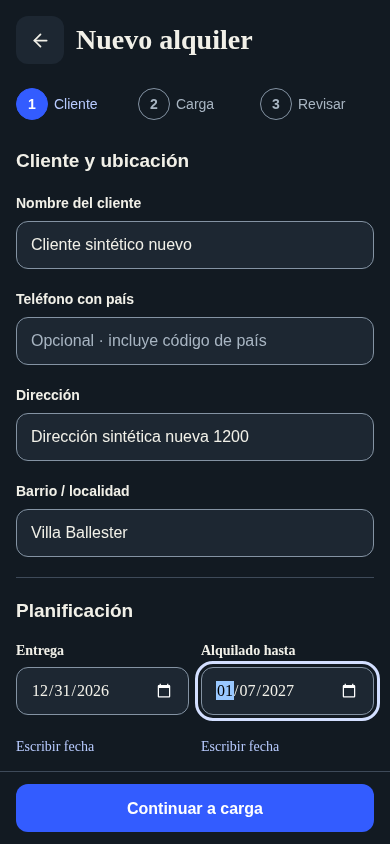 Nuevo alquiler
1 Cliente 2 Carga 3 Revisar
Cliente y ubicación
Nombre del cliente
Cliente sintético nuevo
Teléfono con país
Opcional · incluye código de país
Dirección
Dirección sintética nueva 1200
Barrio / localidad
Villa Ballester
Planificación
Entrega Alquilado hasta
12/31/2026 01/07/2027
Escribir fecha Escribir fecha
Continuar a carga